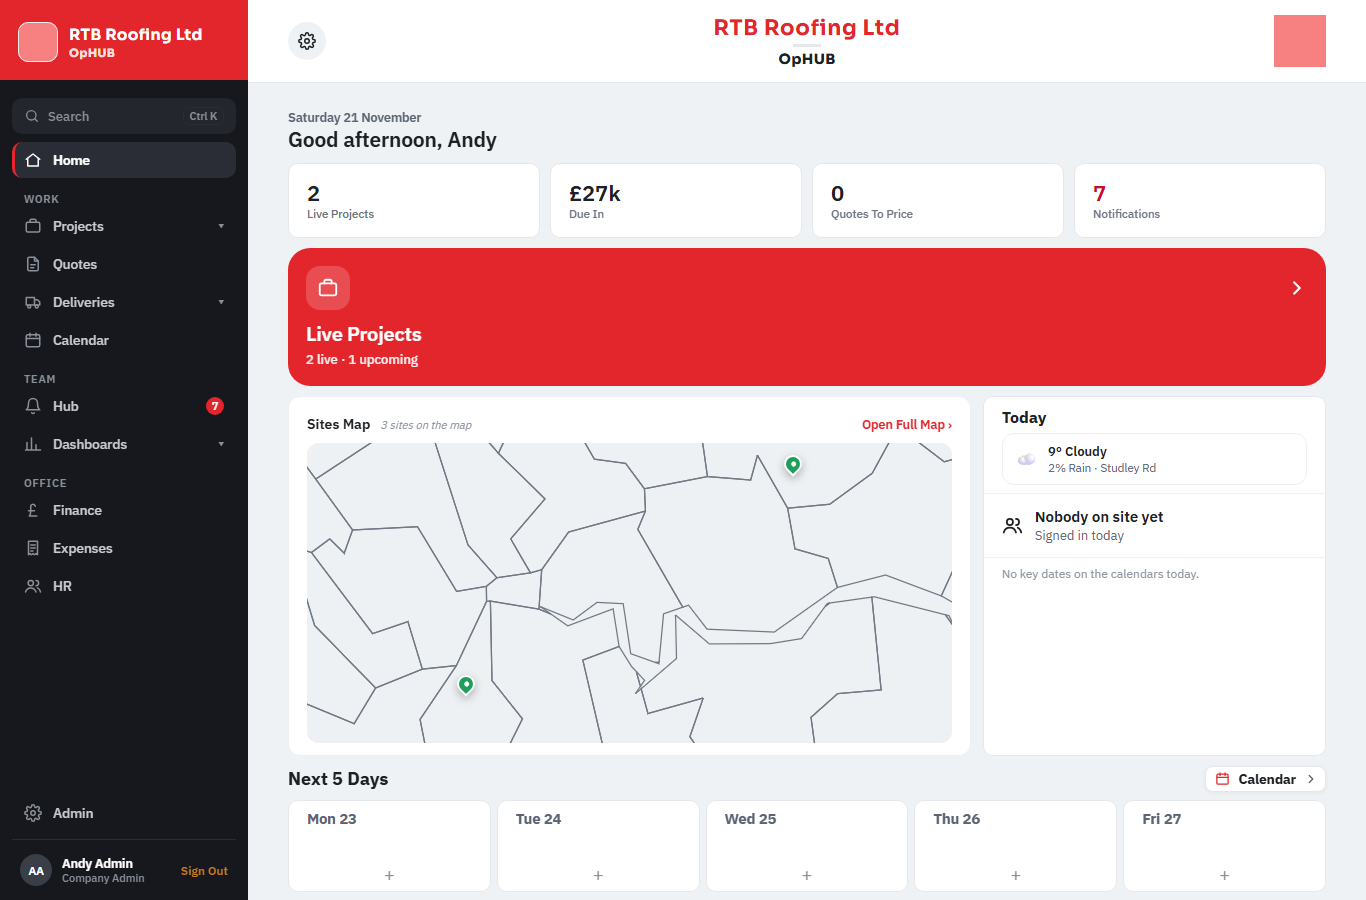 RTB Roofing Ltd
OpHUB
Search
Ctrl K
Home
WORK
Projects
Quotes
Deliveries
Calendar
TEAM
Hub
7
Dashboards
OFFICE
Finance
Expenses
HR
Admin
AA
Andy Admin
Company Admin
Sign Out
RTB Roofing Ltd
OpHUB
Saturday 21 November
Good afternoon, Andy
2
Live Projects
£27k
Due In
0
Quotes To Price
7
Notifications
Live Projects
2 live · 1 upcoming
Sites Map
3 sites on the map
Open Full Map ›
Today
9° Cloudy
2% Rain · Studley Rd
Nobody on site yet
Signed in today
No key dates on the calendars today.
Next 5 Days
Calendar
Mon 23
+
Tue 24
+
Wed 25
+
Thu 26
+
Fri 27
+